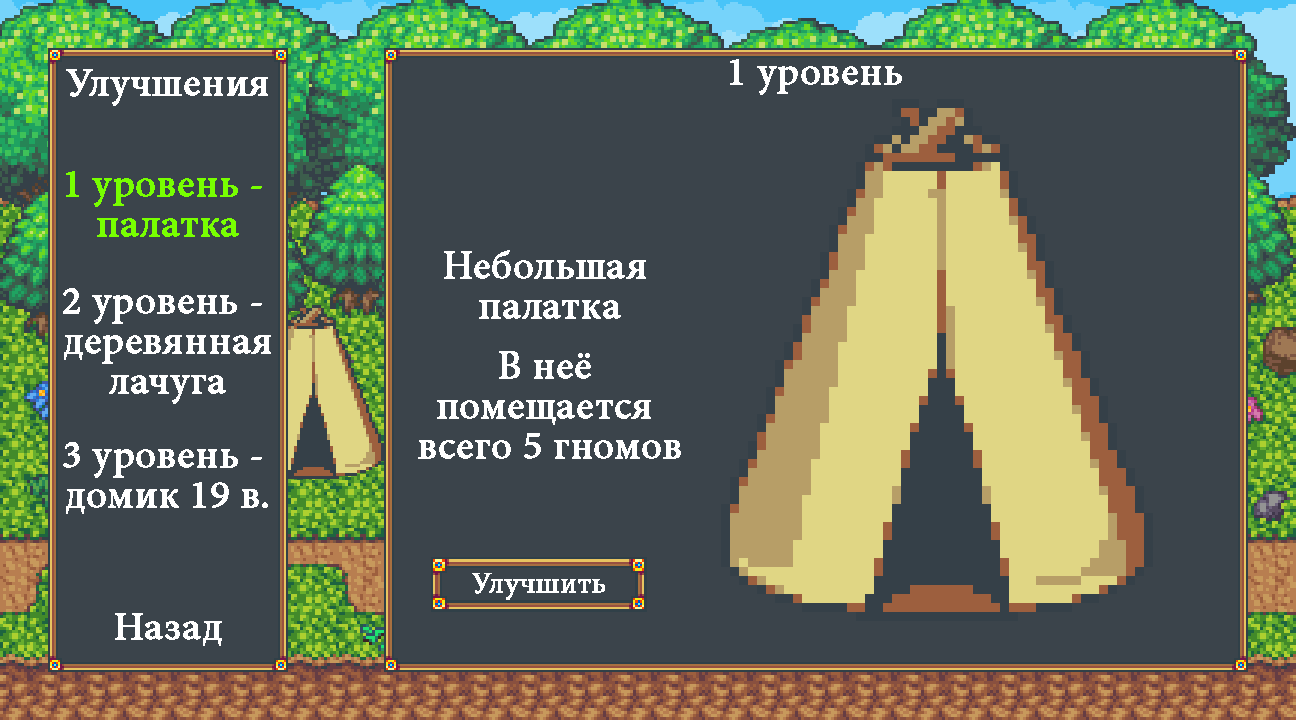 Улучшения
1 уровень -
палатка
2 уровень -
деревянная
лачуга
3 уровень -
домик 19 в.
Назад
1 уровень
Небольшая
палатка
В неё
помещается
всего 5 гномов
Улучшить